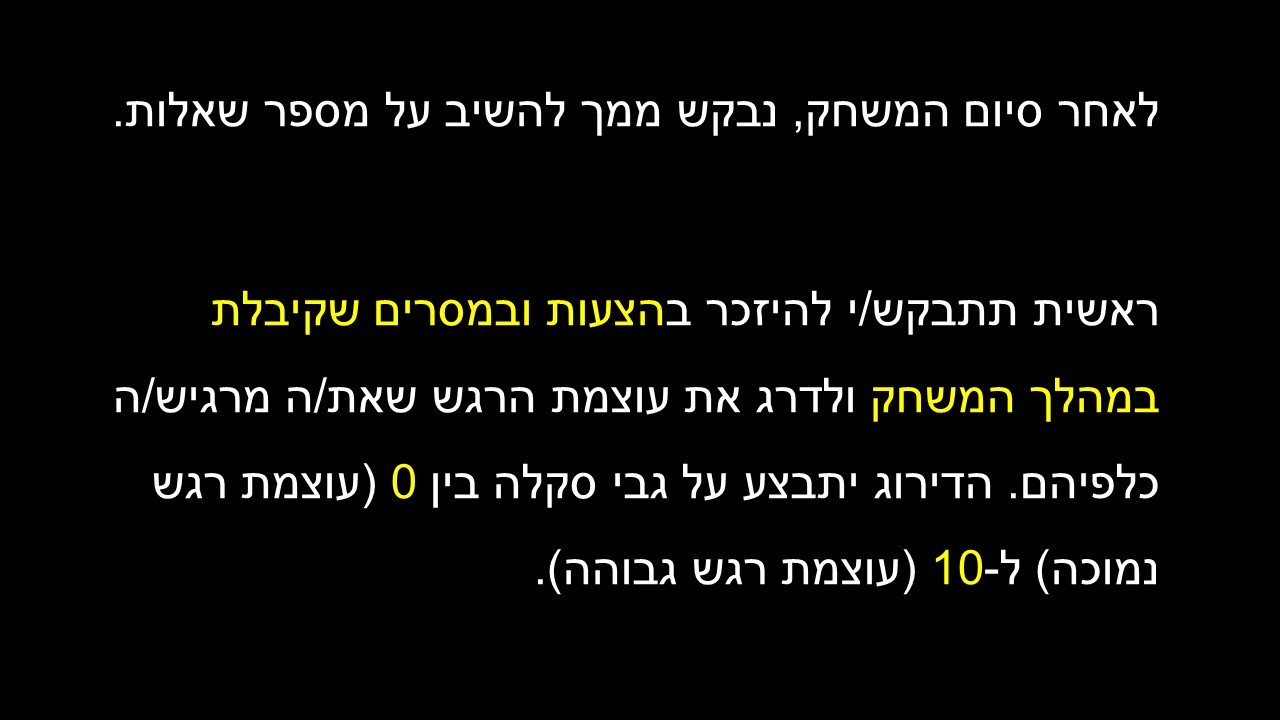 לאחר סיום המשחק, נבקש ממך להשיב על מספר שאלות.
ראשית תתבקש/י להיזכר בהצעות ובמסרים שקיבלת
במהלך המשחק ולדרג את עוצמת הרגש שאת/ה מרגיש/ה
כלפיהם. הדירוג יתבצע על גבי סקלה בין 0 (עוצמת רגש
נמוכה) ל-10 (עוצמת רגש גבוהה).